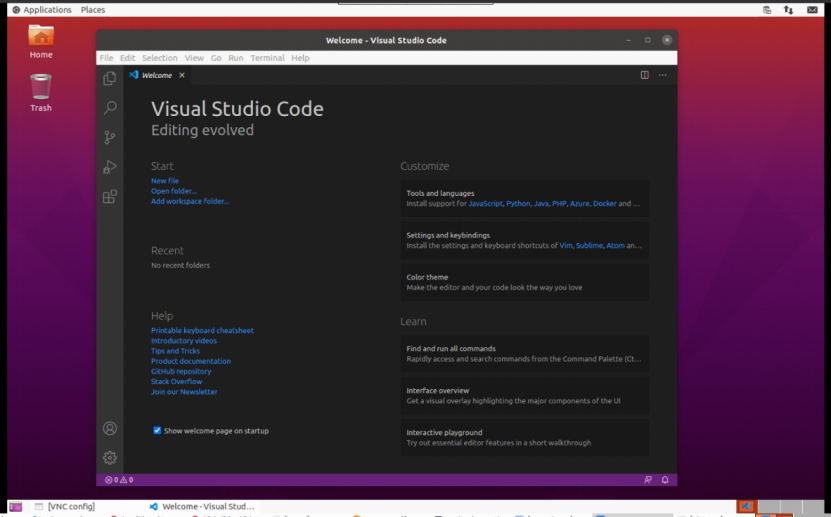 Applications Places
Home
Trash
Welcome - Visual Studio Code
File Edit Selection View Go Run Terminal Help
Welcome
Visual Studio Code
Editing evolved
Start
New file
Open folder...
Add workspace folder...
Recent
No recent folders
Help
Printable keyboard cheatsheet
Introductory videos
Tips and Tricks
Product documentation
GitHub repository
Stack Overflow
Join our Newsletter
Show welcome page on startup
Customize
Tools and languages
Install support for JavaScript, Python, Java, PHP, Azure, Docker and ...
Settings and keybindings
Install the settings and keyboard shortcuts of Vim, Sublime, Atom an...
Color theme
Make the editor and your code look the way you love
Learn
Find and run all commands
Rapidly access and search commands from the Command Palette (Ct...
Interface overview
Get a visual overlay highlighting the major components of the UI
Interactive playground
Try out essential editor features in a short walkthrough
0 0
[VNC config] Welcome - Visual Stud...